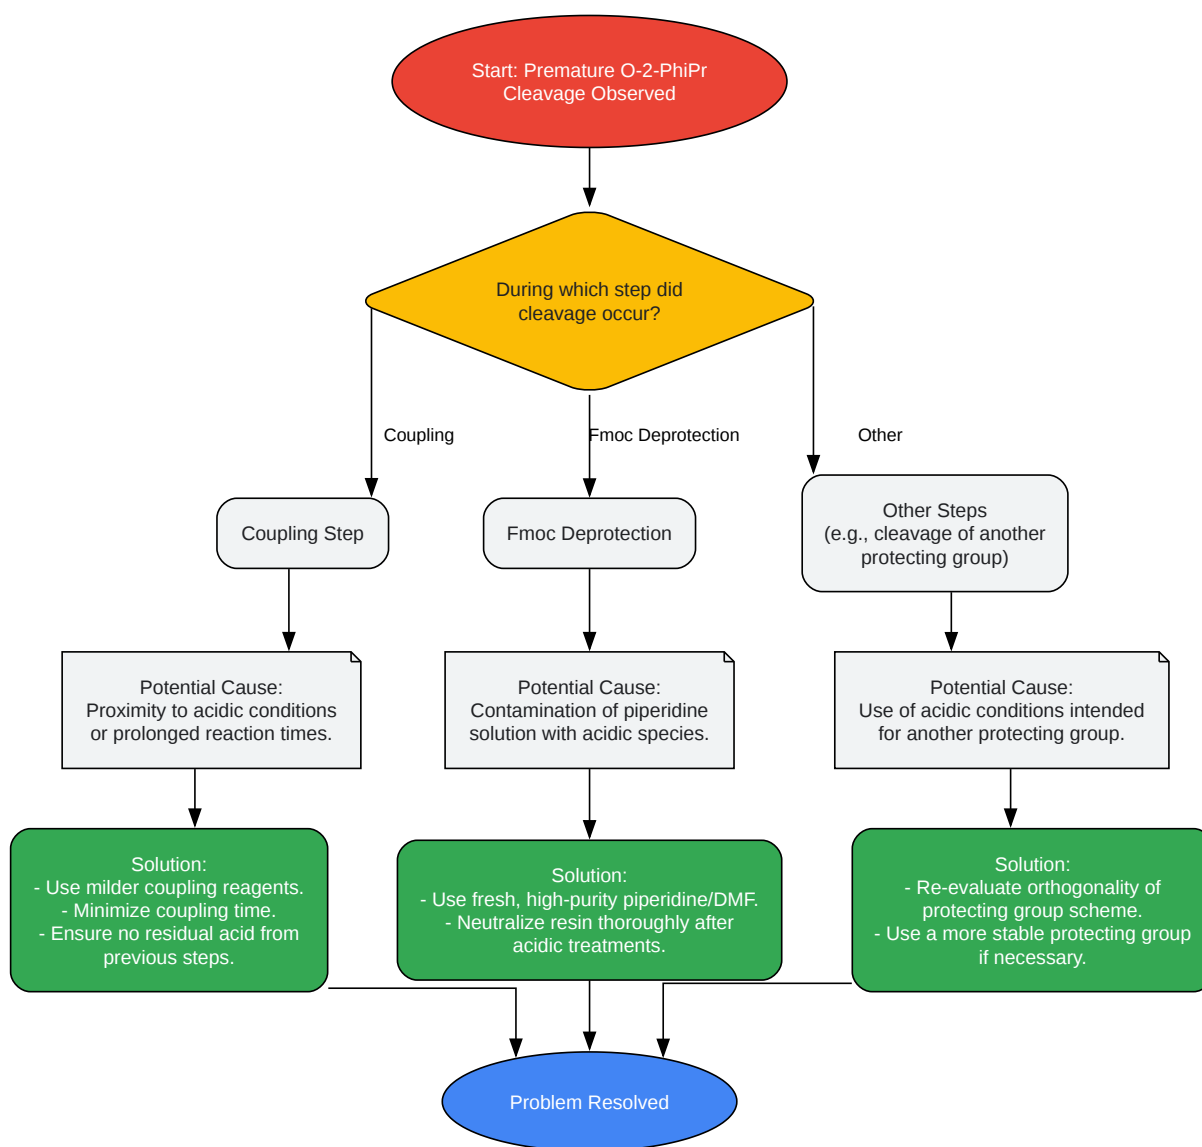 Start: Premature O-2-PhiPr
Cleavage Observed
During which step did
cleavage occur?
Coupling
Fmoc Deprotection
Other
Coupling Step
Fmoc Deprotection
Other Steps
(e.g., cleavage of another
protecting group)
Potential Cause:
Proximity to acidic conditions
or prolonged reaction times.
Potential Cause:
Contamination of piperidine
solution with acidic species.
Potential Cause:
Use of acidic conditions intended
for another protecting group.
Solution:
- Use milder coupling reagents.
- Minimize coupling time.
- Ensure no residual acid from
previous steps.
Solution:
- Use fresh, high-purity piperidine/DMF.
- Neutralize resin thoroughly after
acidic treatments.
Solution:
- Re-evaluate orthogonality of
protecting group scheme.
- Use a more stable protecting group
if necessary.
Problem Resolved